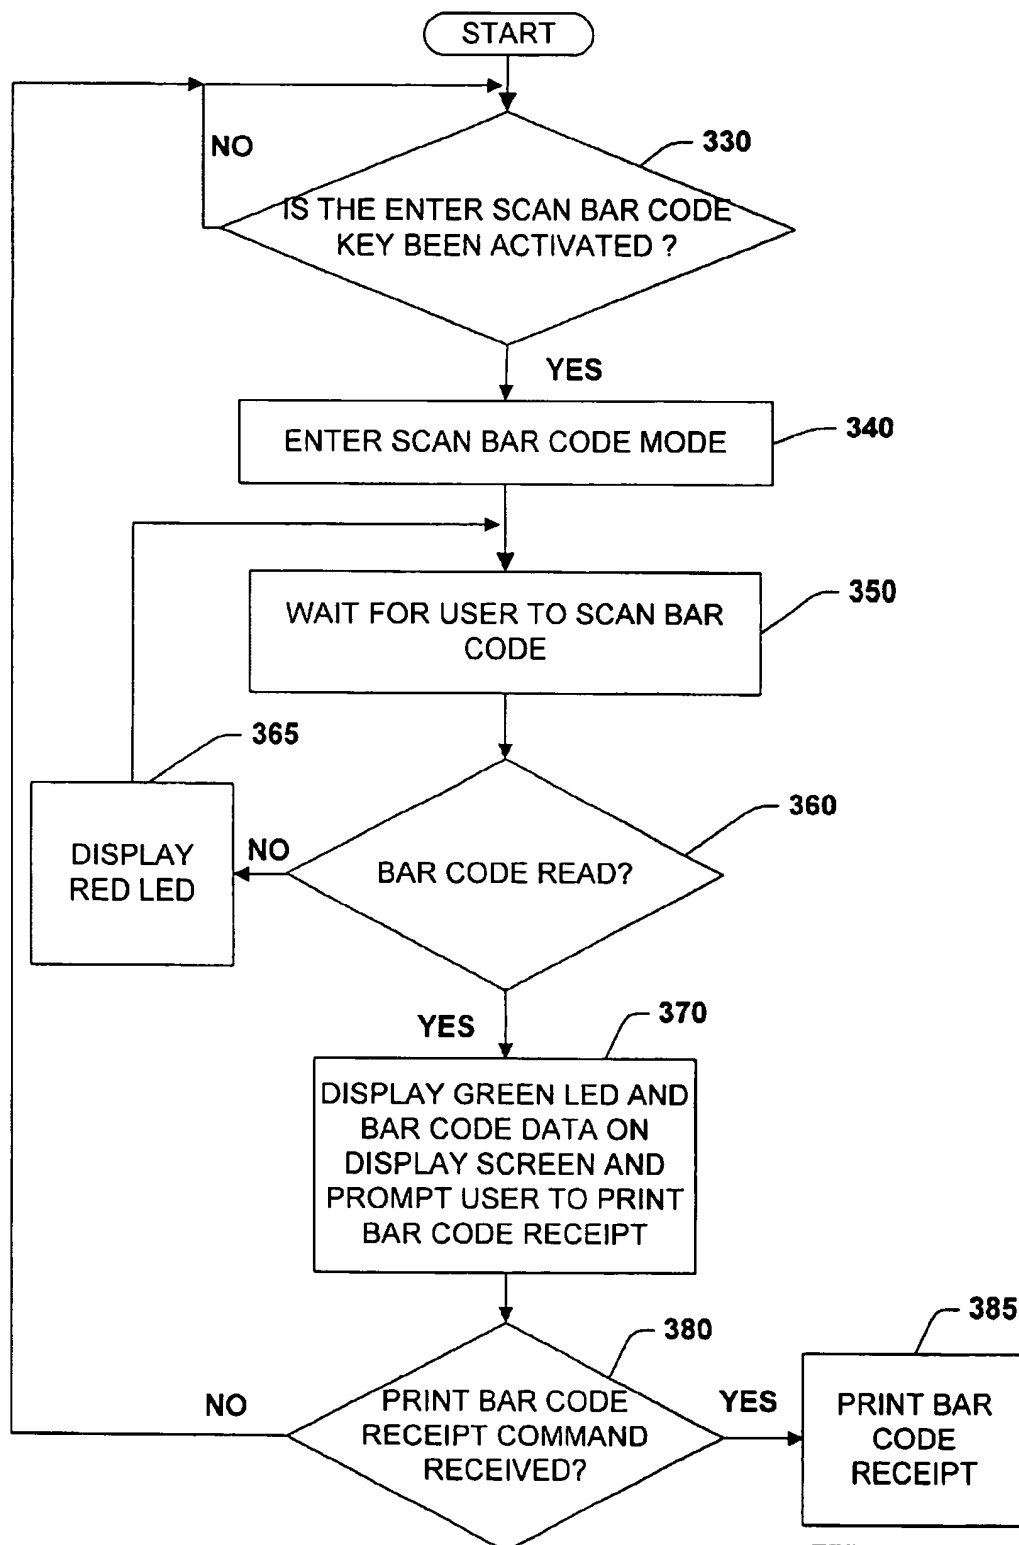 START
NO
330
IS THE ENTER SCAN BAR CODE
KEY BEEN ACTIVATED ?
YES
ENTER SCAN BAR CODE MODE
340
350
WAIT FOR USER TO SCAN BAR
CODE
365
360
DISPLAY
RED LED
NO
BAR CODE READ?
YES
370
DISPLAY GREEN LED AND
BAR CODE DATA ON
DISPLAY SCREEN AND
PROMPT USER TO PRINT
BAR CODE RECEIPT
380
385
NO
PRINT BAR CODE
RECEIPT COMMAND
RECEIVED?
YES
PRINT BAR
CODE
RECEIPT